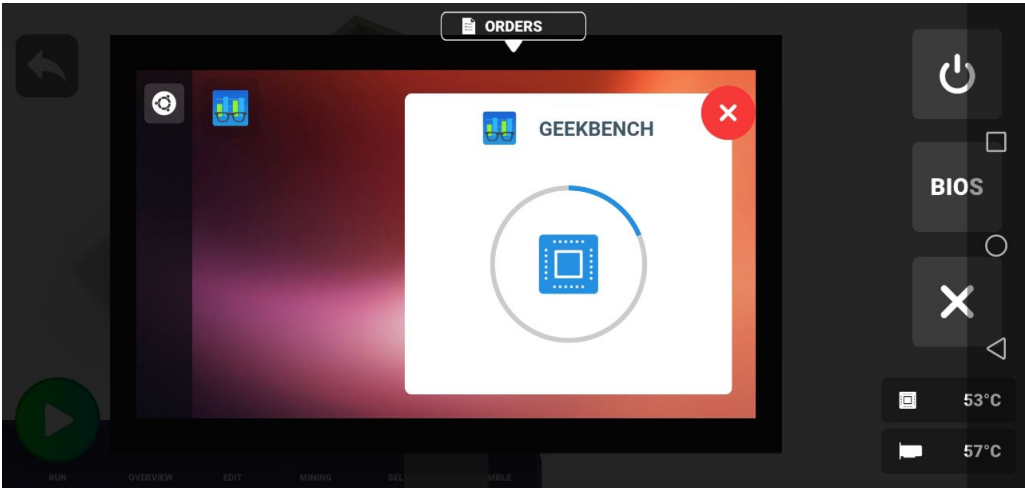 ORDERS
GEEKBENCH
BIOS
53°C
57°C
RUN
OVERVIEW
EDIT
MINING